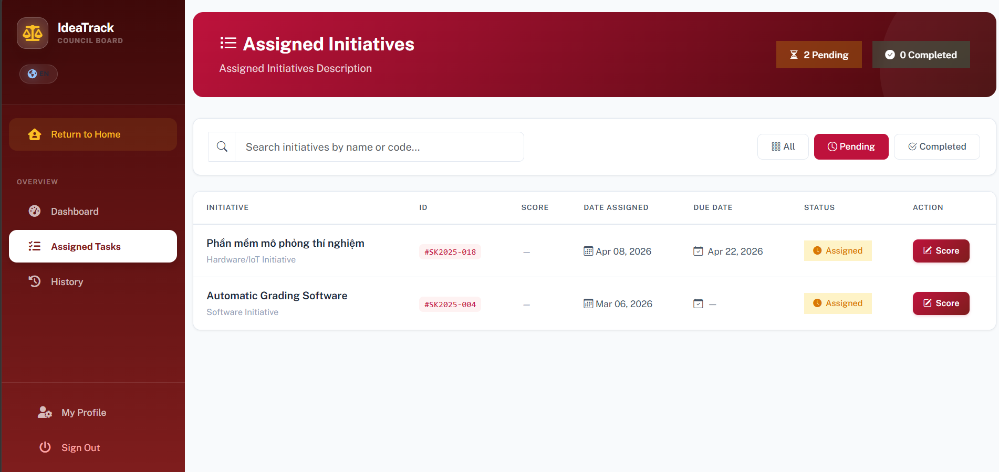 IdeaTrack
COUNCIL BOARD
EN
Return to Home
OVERVIEW
Dashboard
Assigned Tasks
History
My Profile
Sign Out
Assigned Initiatives
Assigned Initiatives Description
2 Pending
0 Completed
Search initiatives by name or code...
All
Pending
Completed
INITIATIVE ID SCORE DATE ASSIGNED DUE DATE STATUS ACTION
Phần mềm mô phỏng thí nghiệm
Hardware/IoT Initiative
#SK2025-018 — Apr 08, 2026 Apr 22, 2026 Assigned Score
Automatic Grading Software
Software Initiative
#SK2025-004 — Mar 06, 2026 — Assigned Score